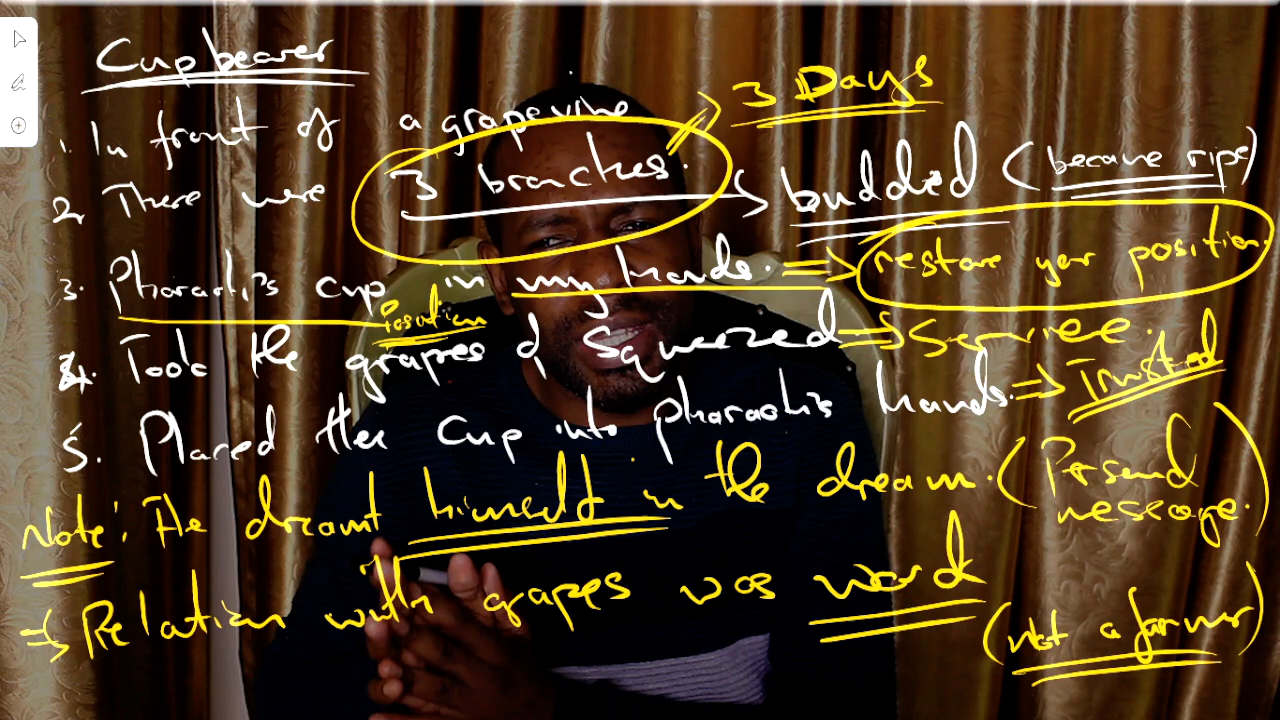 Cupbearer
1. In front of a grapevine
3 Days
2. There were 3 branches. → budded (became ripe)
3. Pharaoh's cup in my hands. ⇒ restore your position.
Position
4. Took the grapes & Squeezed ⇒ Service.
5. Placed the cup into pharaoh's hands. ⇒ Trusted
Note: He dreamt himself in the dream. (Personal message.)
⇒ Relation with grapes was work (not a farmer)